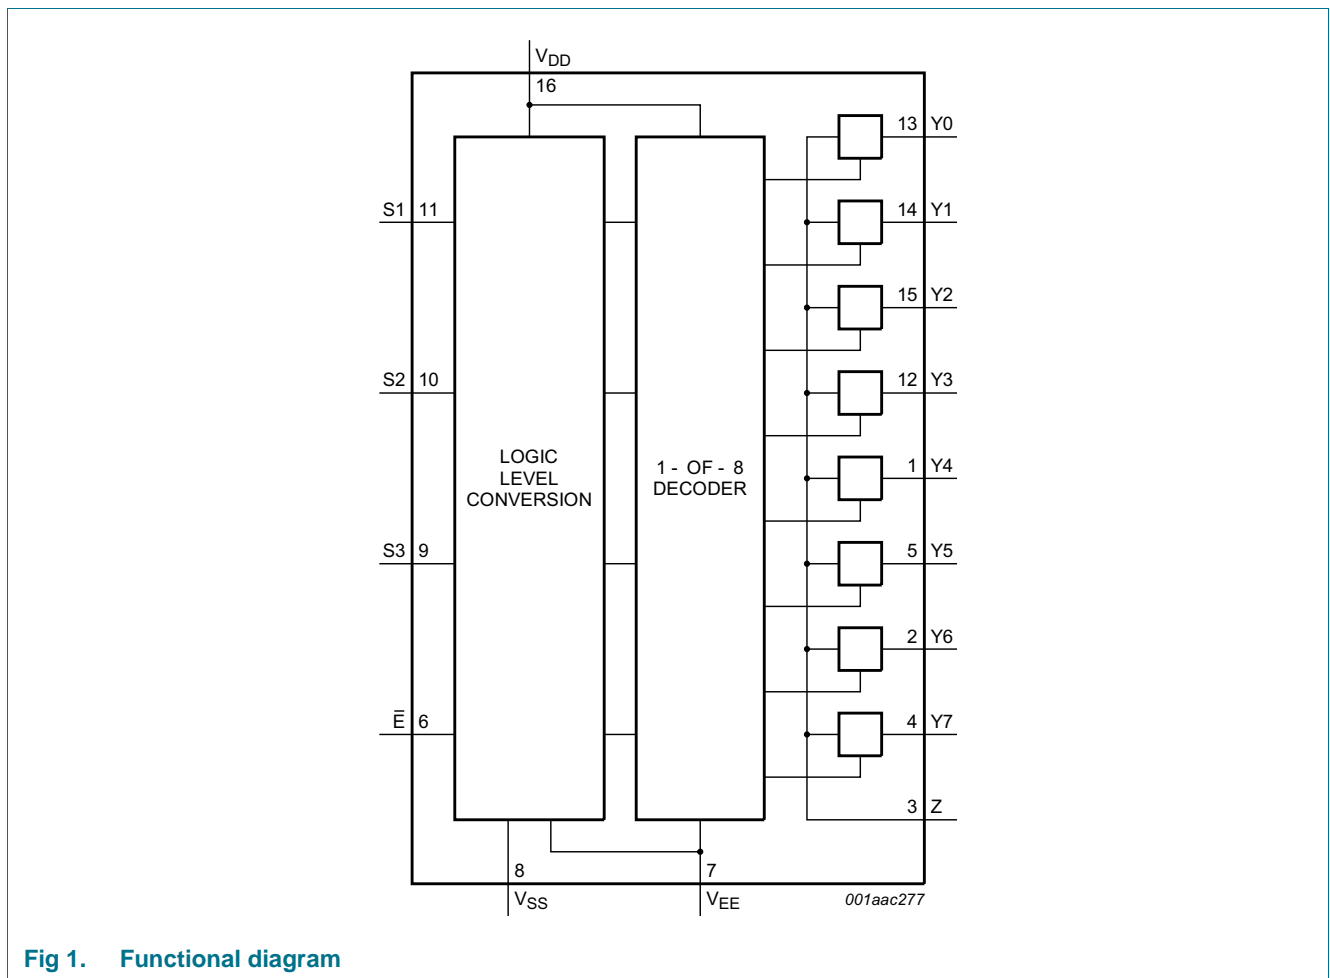 VDD
16
13 Y0
S1 11
14 Y1
15 Y2
S2 10
12 Y3
LOGIC
LEVEL
CONVERSION
1 - OF - 8
DECODER
1 Y4
S3 9
5 Y5
2 Y6
E̅ 6
4 Y7
3 Z
8
7
VSS
VEE
001aac277
Fig 1. Functional diagram